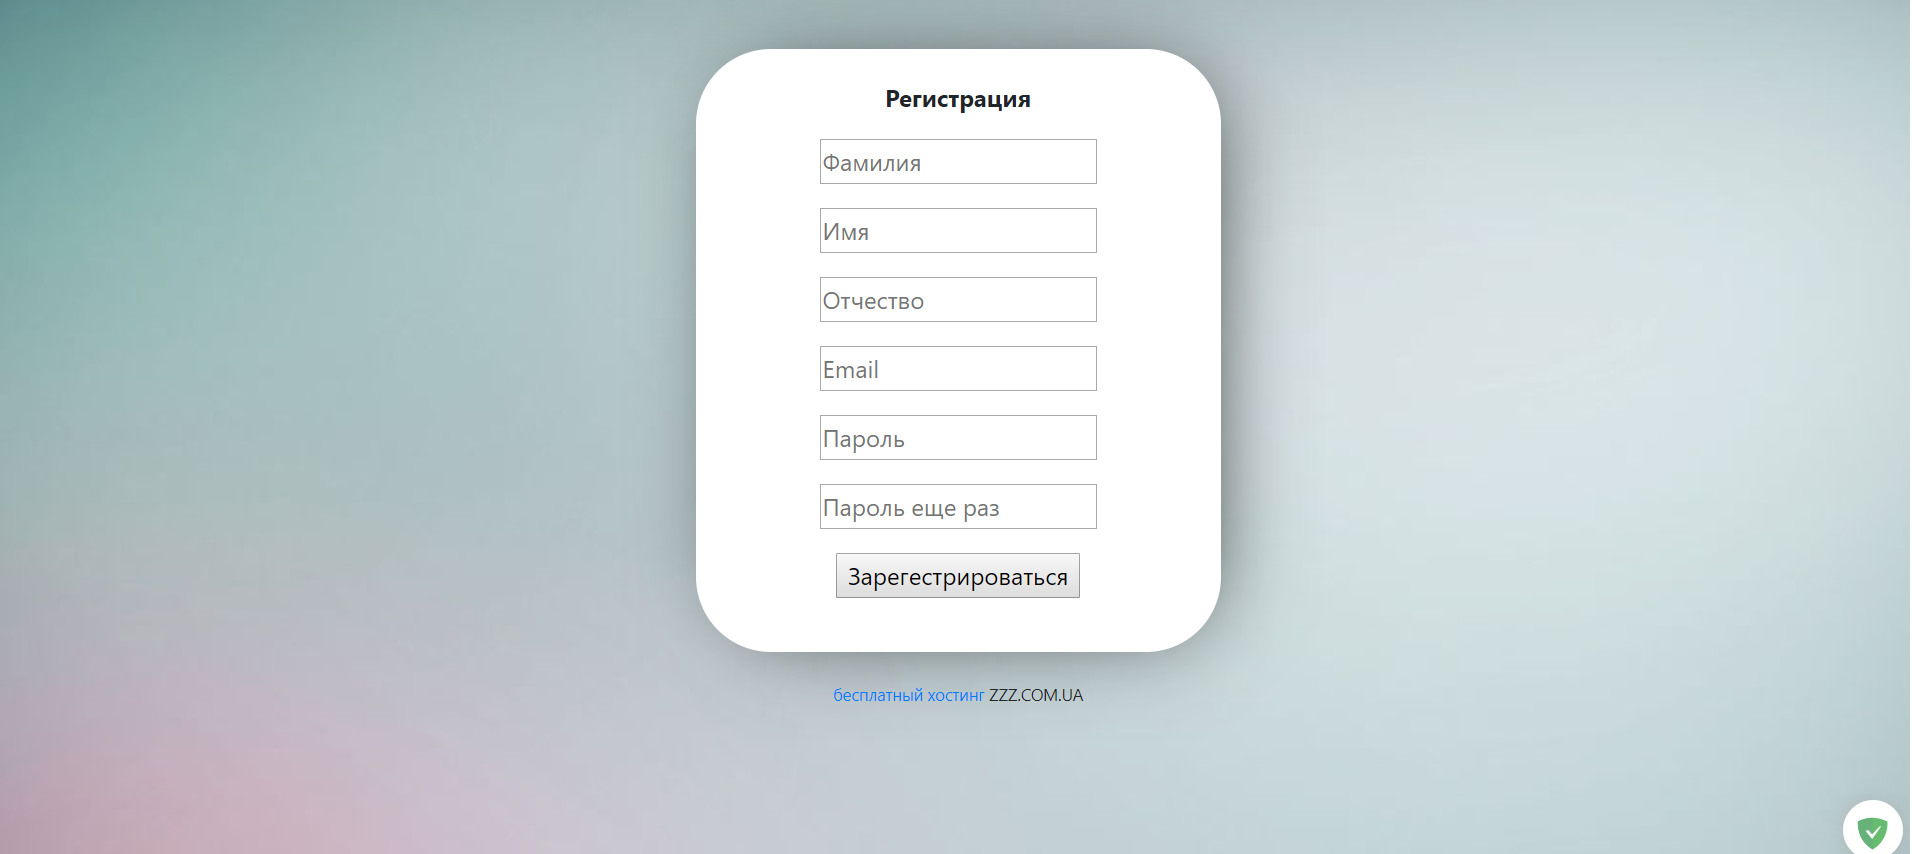 Регистрация
Фамилия
Имя
Отчество
Email
Пароль
Пароль еще раз
Зарегестрироваться
бесплатный хостинг ZZZ.COM.UA